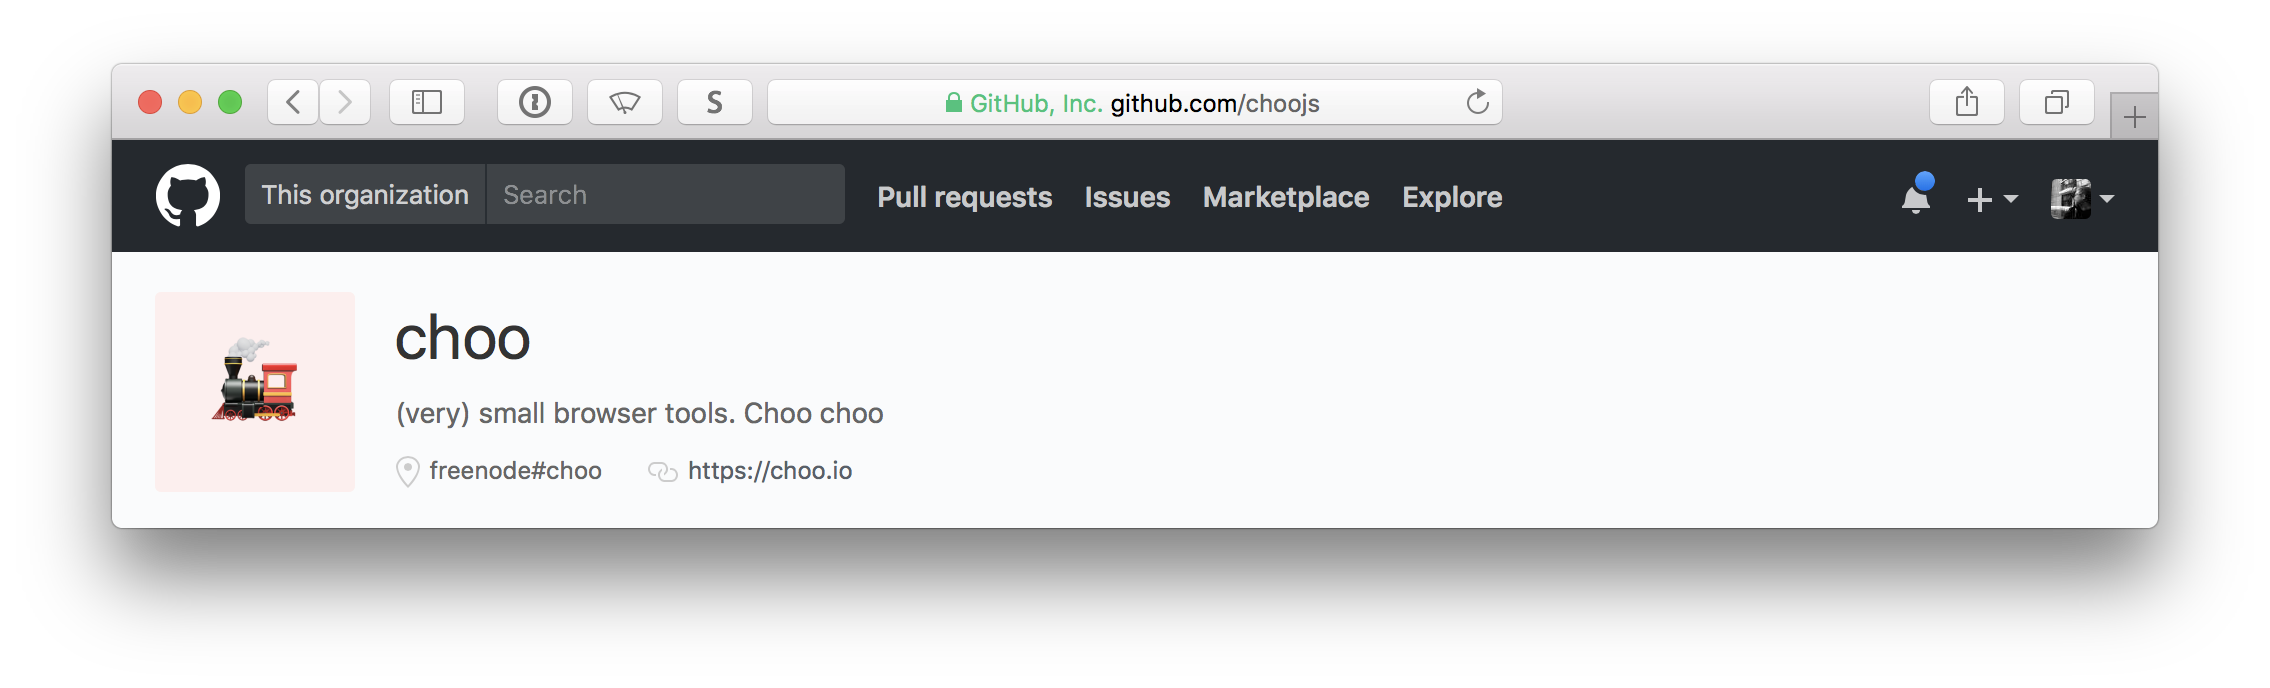 S
GitHub, Inc. github.com/choojs
This organization
Search
Pull requests
Issues
Marketplace
Explore
choo
(very) small browser tools. Choo choo
freenode#choo
https://choo.io